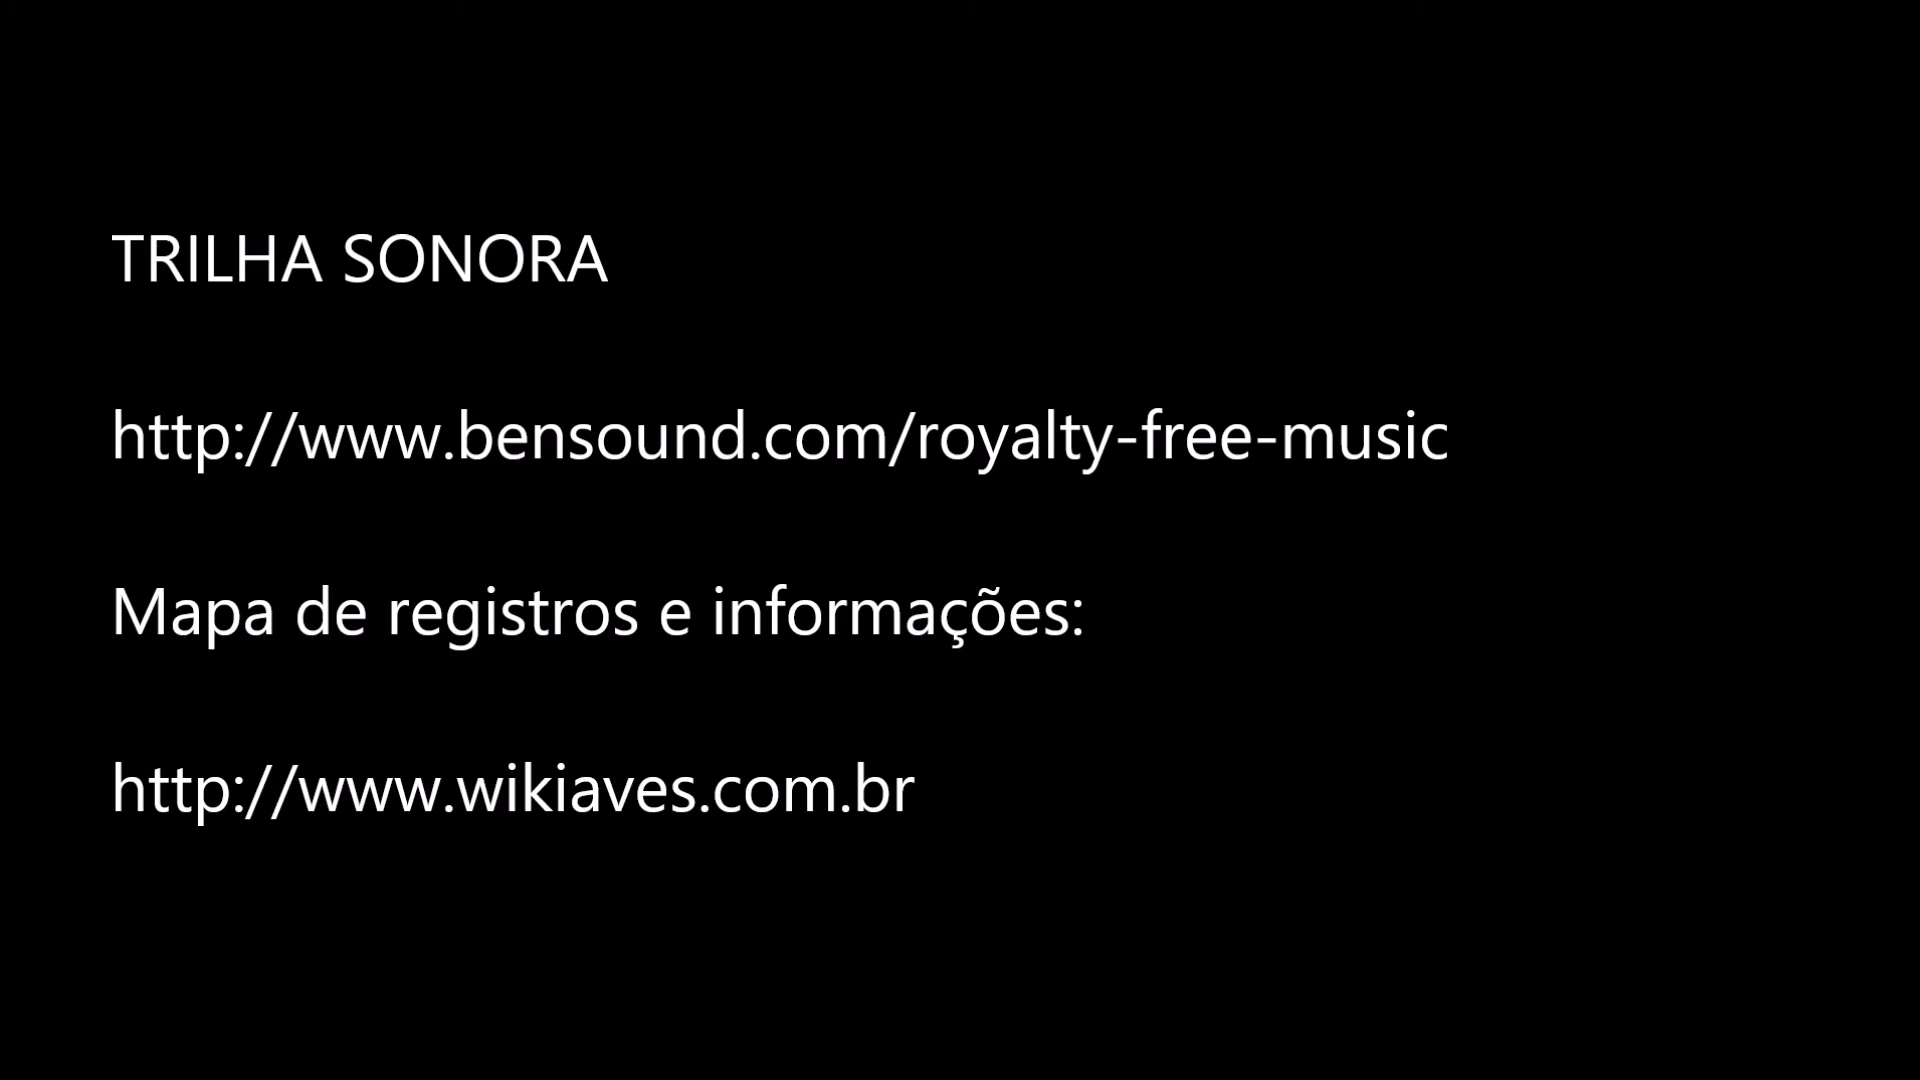 TRILHA SONORA
http://www.bensound.com/royalty-free-music
Mapa de registros e informações:
http://www.wikiaves.com.br